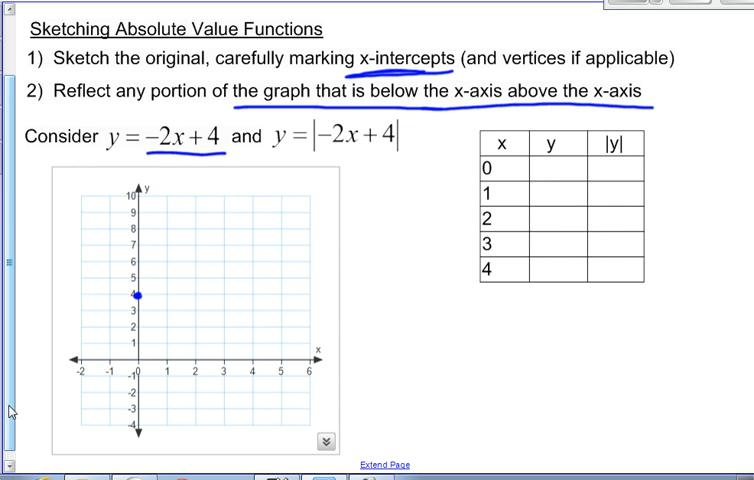 Sketching Absolute Value Functions
1) Sketch the original, carefully marking x-intercepts (and vertices if applicable)
2) Reflect any portion of the graph that is below the x-axis above the x-axis
Consider y = −2x + 4 and y = |−2x + 4|
x y |y|
0
1
2
3
4
y
10
9
8
7
6
5
4
3
2
1
x
-2 -1 0 1 2 3 4 5 6
-1
-2
-3
-4
Extend Page